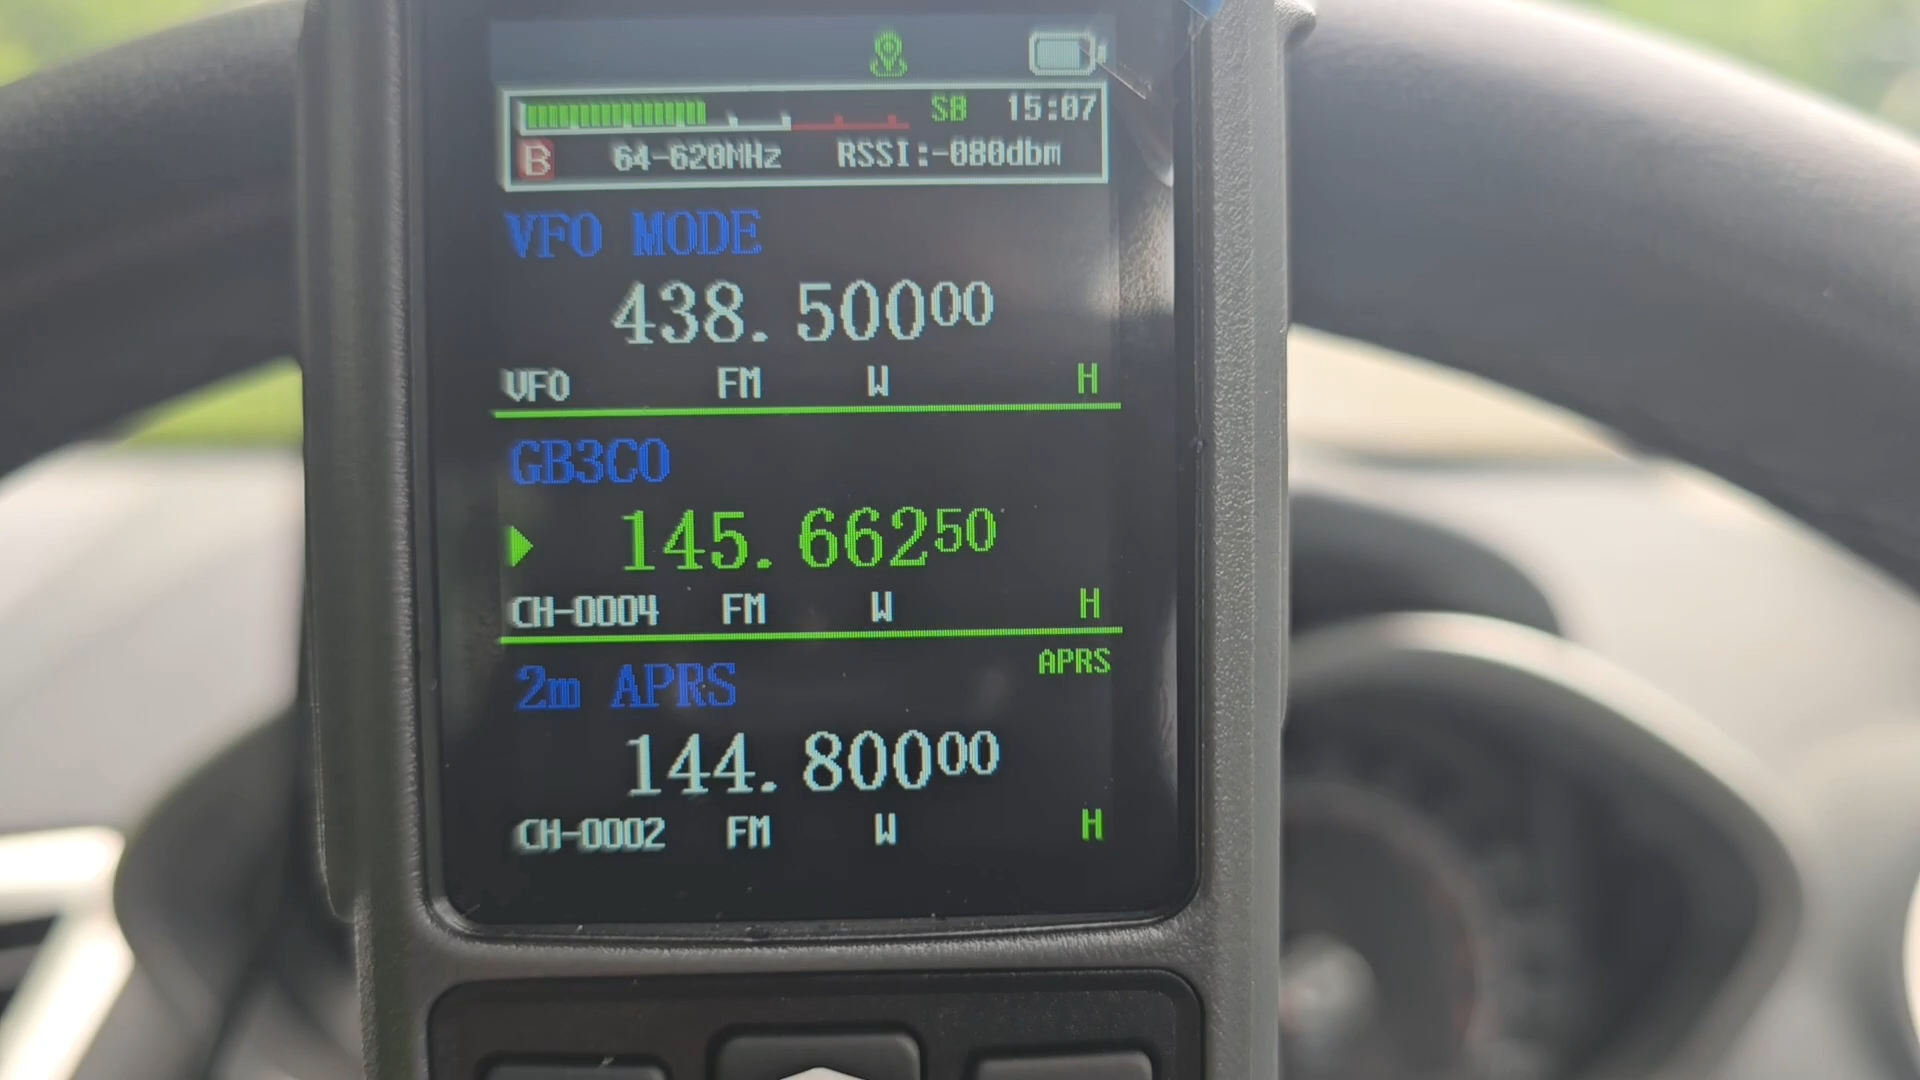 SB 15:07
B 64-620MHz RSSI:-080dbm
VFO MODE
438.50000
VFO FM W H
GB3CO
145.66250
CH-0004 FM W H
APRS
2m APRS
144.80000
CH-0002 FM W H